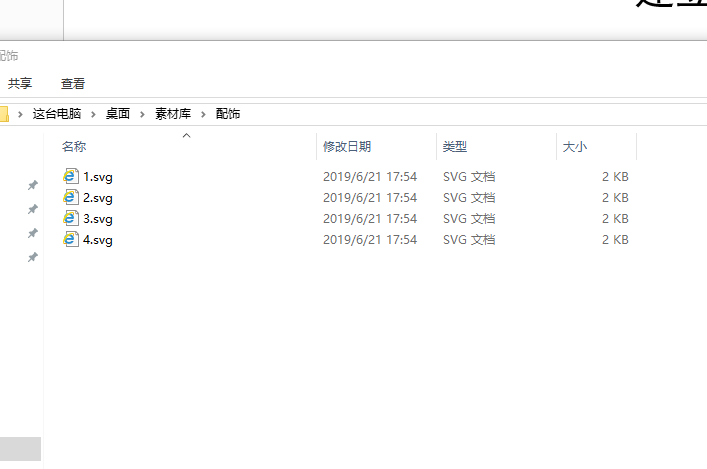 配饰
共享 查看
这台电脑 桌面 素材库 配饰
名称 修改日期 类型 大小
1.svg 2019/6/21 17:54 SVG 文档 2 KB
2.svg 2019/6/21 17:54 SVG 文档 2 KB
3.svg 2019/6/21 17:54 SVG 文档 2 KB
4.svg 2019/6/21 17:54 SVG 文档 2 KB